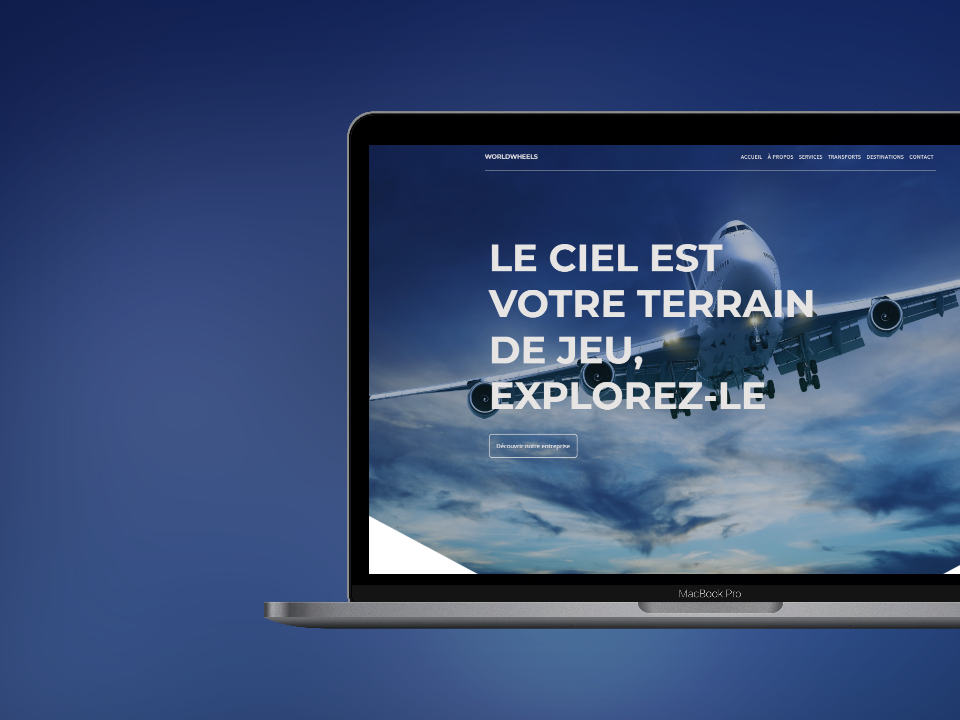 WORLDWHEELS
ACCUEIL À PROPOS SERVICES TRANSPORTS DESTINATIONS CONTACT
LE CIEL EST
VOTRE TERRAIN
DE JEU,
EXPLOREZ-LE
Découvrir notre entreprise
MacBook Pro